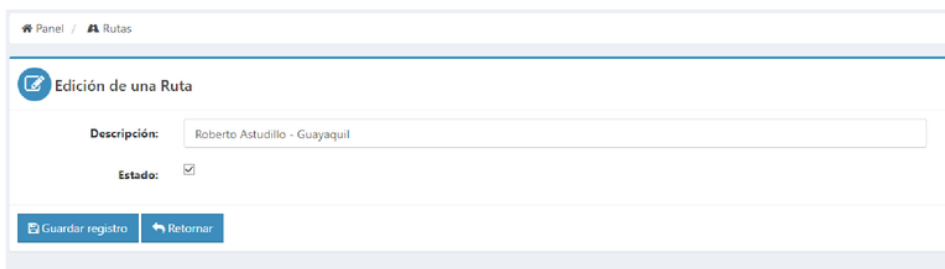 Panel / Rutas
Edición de una Ruta
Descripción: Roberto Astudillo - Guayaquil
Estado:
Guardar registro Retornar